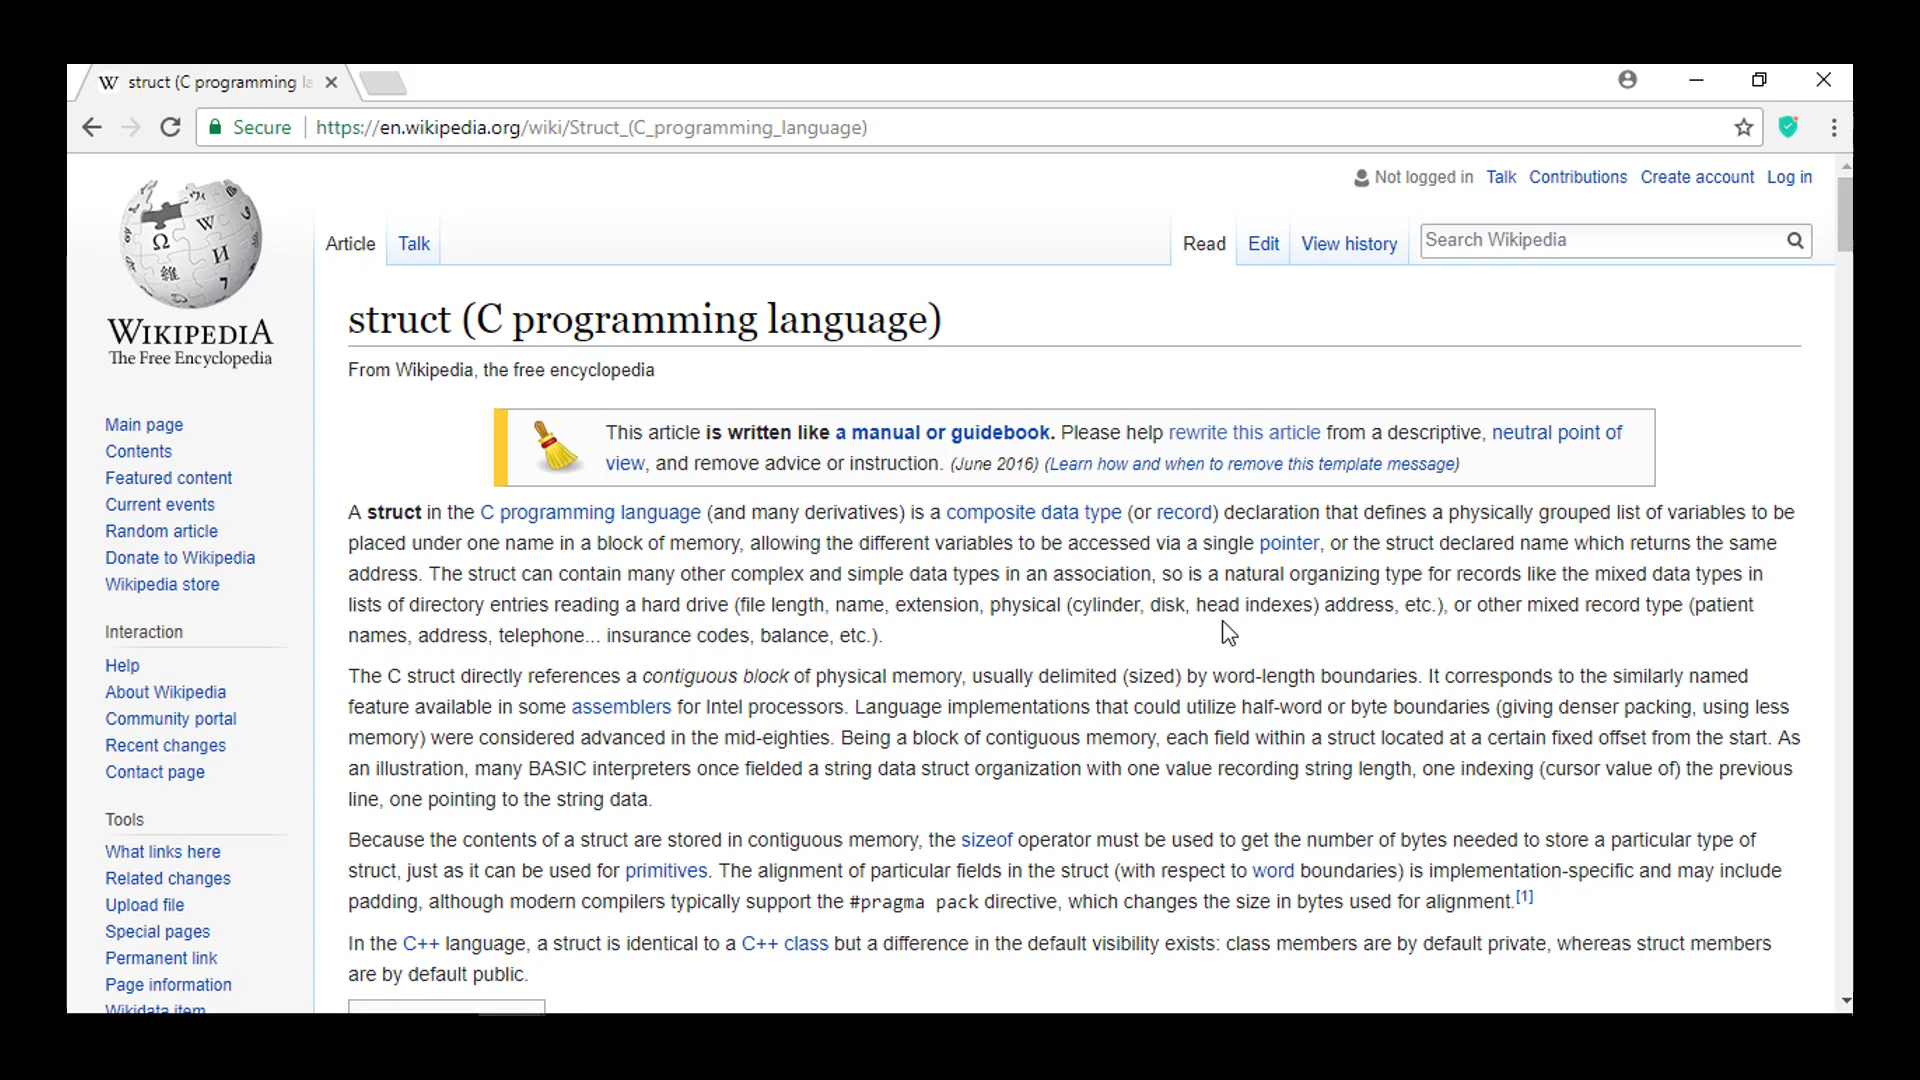 struct (C programming la
Secure
https://en.wikipedia.org/wiki/Struct_(C_programming_language)
Not logged in Talk Contributions Create account Log in
Article Talk Read Edit View history Search Wikipedia
WIKIPEDIA
The Free Encyclopedia
Main page
Contents
Featured content
Current events
Random article
Donate to Wikipedia
Wikipedia store
Interaction
Help
About Wikipedia
Community portal
Recent changes
Contact page
Tools
What links here
Related changes
Upload file
Special pages
Permanent link
Page information
Wikidata item
struct (C programming language)
From Wikipedia, the free encyclopedia
This article is written like a manual or guidebook. Please help rewrite this article from a descriptive, neutral point of
view, and remove advice or instruction. (June 2016) (Learn how and when to remove this template message)
A struct in the C programming language (and many derivatives) is a composite data type (or record) declaration that defines a physically grouped list of variables to be
placed under one name in a block of memory, allowing the different variables to be accessed via a single pointer, or the struct declared name which returns the same
address. The struct can contain many other complex and simple data types in an association, so is a natural organizing type for records like the mixed data types in
lists of directory entries reading a hard drive (file length, name, extension, physical (cylinder, disk, head indexes) address, etc.), or other mixed record type (patient
names, address, telephone... insurance codes, balance, etc.).
The C struct directly references a contiguous block of physical memory, usually delimited (sized) by word-length boundaries. It corresponds to the similarly named
feature available in some assemblers for Intel processors. Language implementations that could utilize half-word or byte boundaries (giving denser packing, using less
memory) were considered advanced in the mid-eighties. Being a block of contiguous memory, each field within a struct located at a certain fixed offset from the start. As
an illustration, many BASIC interpreters once fielded a string data struct organization with one value recording string length, one indexing (cursor value of) the previous
line, one pointing to the string data.
Because the contents of a struct are stored in contiguous memory, the sizeof operator must be used to get the number of bytes needed to store a particular type of
struct, just as it can be used for primitives. The alignment of particular fields in the struct (with respect to word boundaries) is implementation-specific and may include
padding, although modern compilers typically support the #pragma pack directive, which changes the size in bytes used for alignment.[1]
In the C++ language, a struct is identical to a C++ class but a difference in the default visibility exists: class members are by default private, whereas struct members
are by default public.